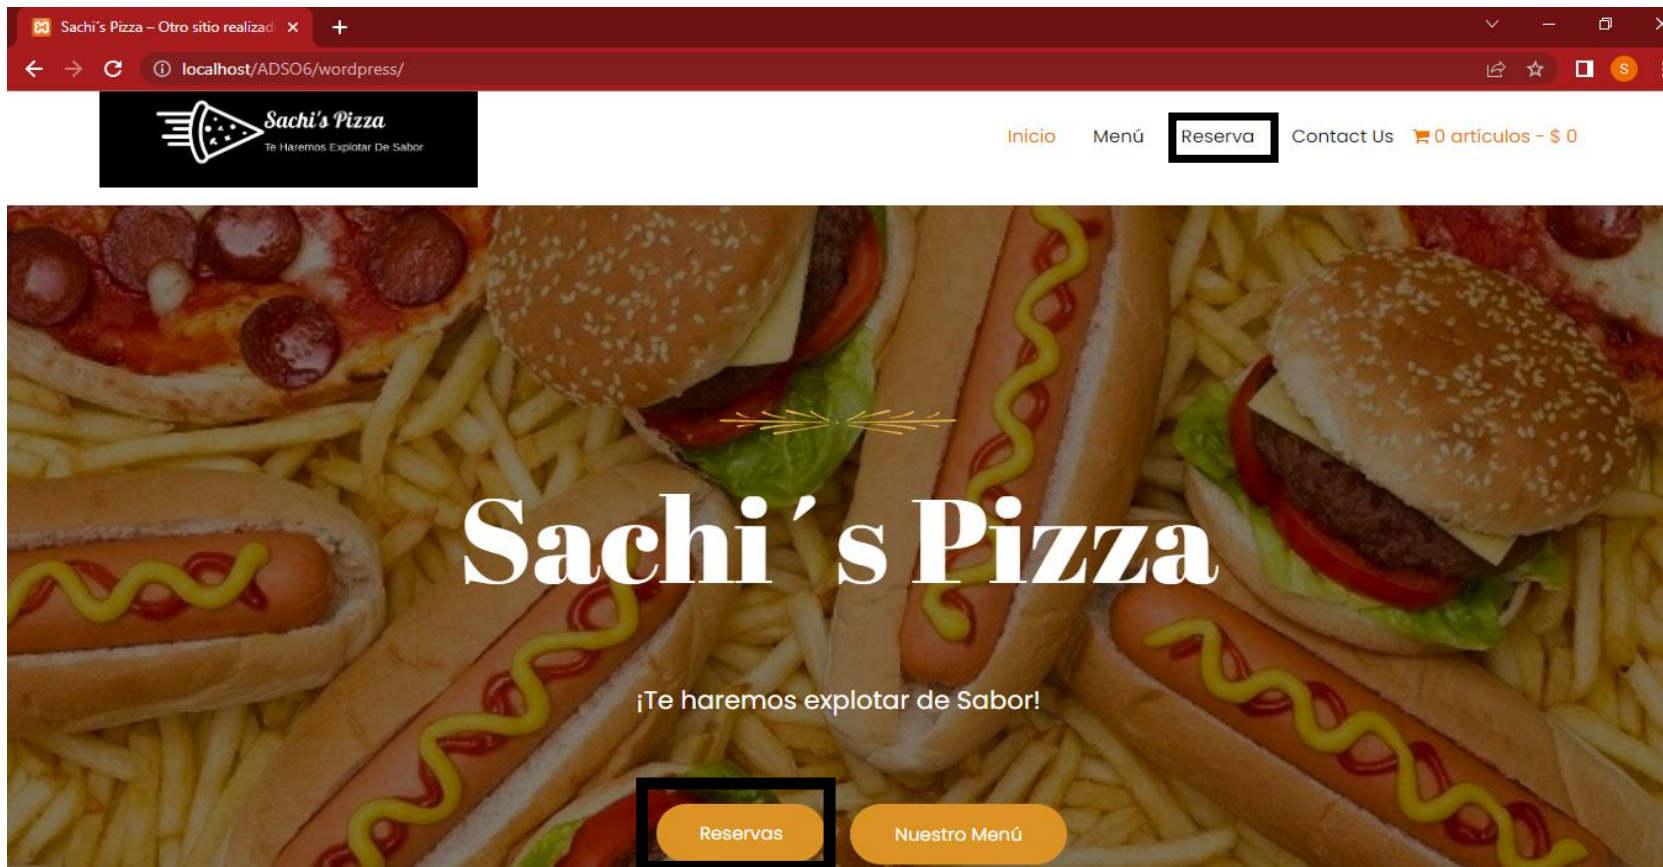 Sachi´s Pizza – Otro sitio realizad
localhost/ADSO6/wordpress/
S
Sachi's Pizza
Te Haremos Explotar De Sabor
Inicio Menú Reserva Contact Us 0 artículos - $ 0
Sachi´s Pizza
¡Te haremos explotar de Sabor!
Reservas Nuestro Menú